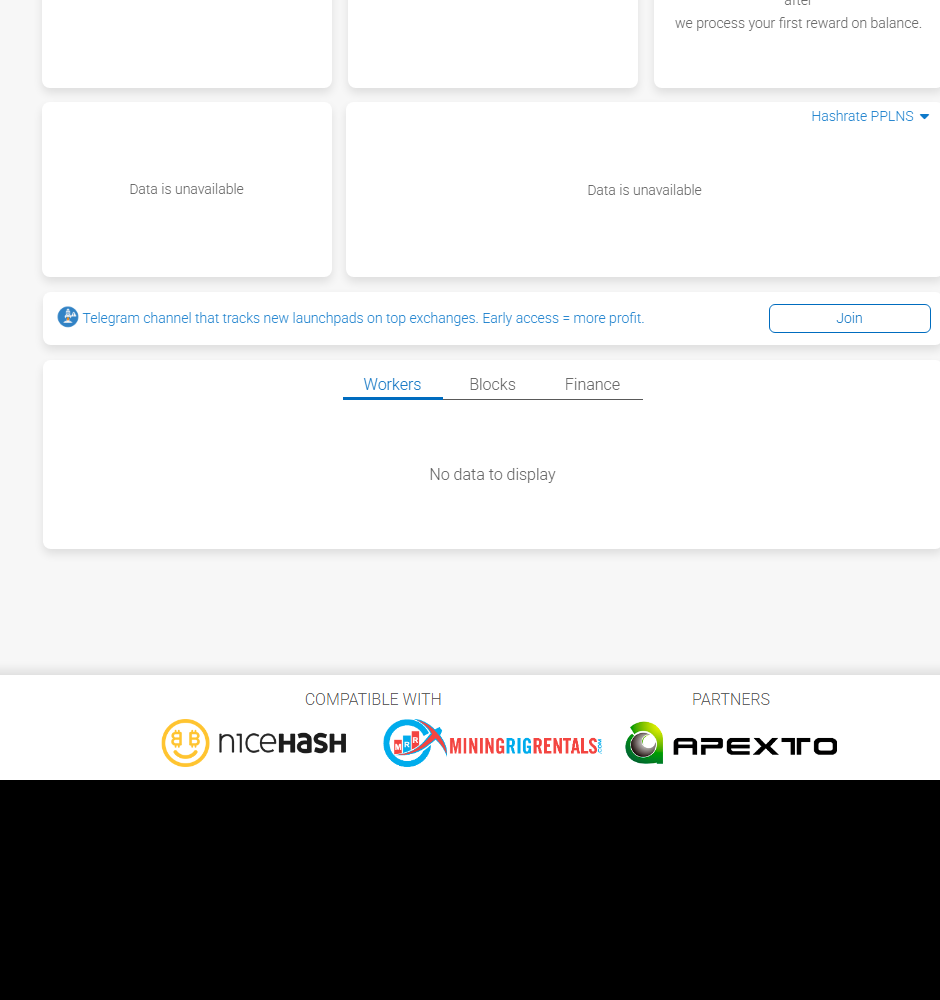 after
we process your first reward on balance.
Hashrate PPLNS
Data is unavailable
Data is unavailable
Telegram channel that tracks new launchpads on top exchanges. Early access = more profit.
Join
Workers
Blocks
Finance
No data to display
COMPATIBLE WITH
PARTNERS
nicehash
MRR
MININGRIGRENTALS
.COM
APEXTO